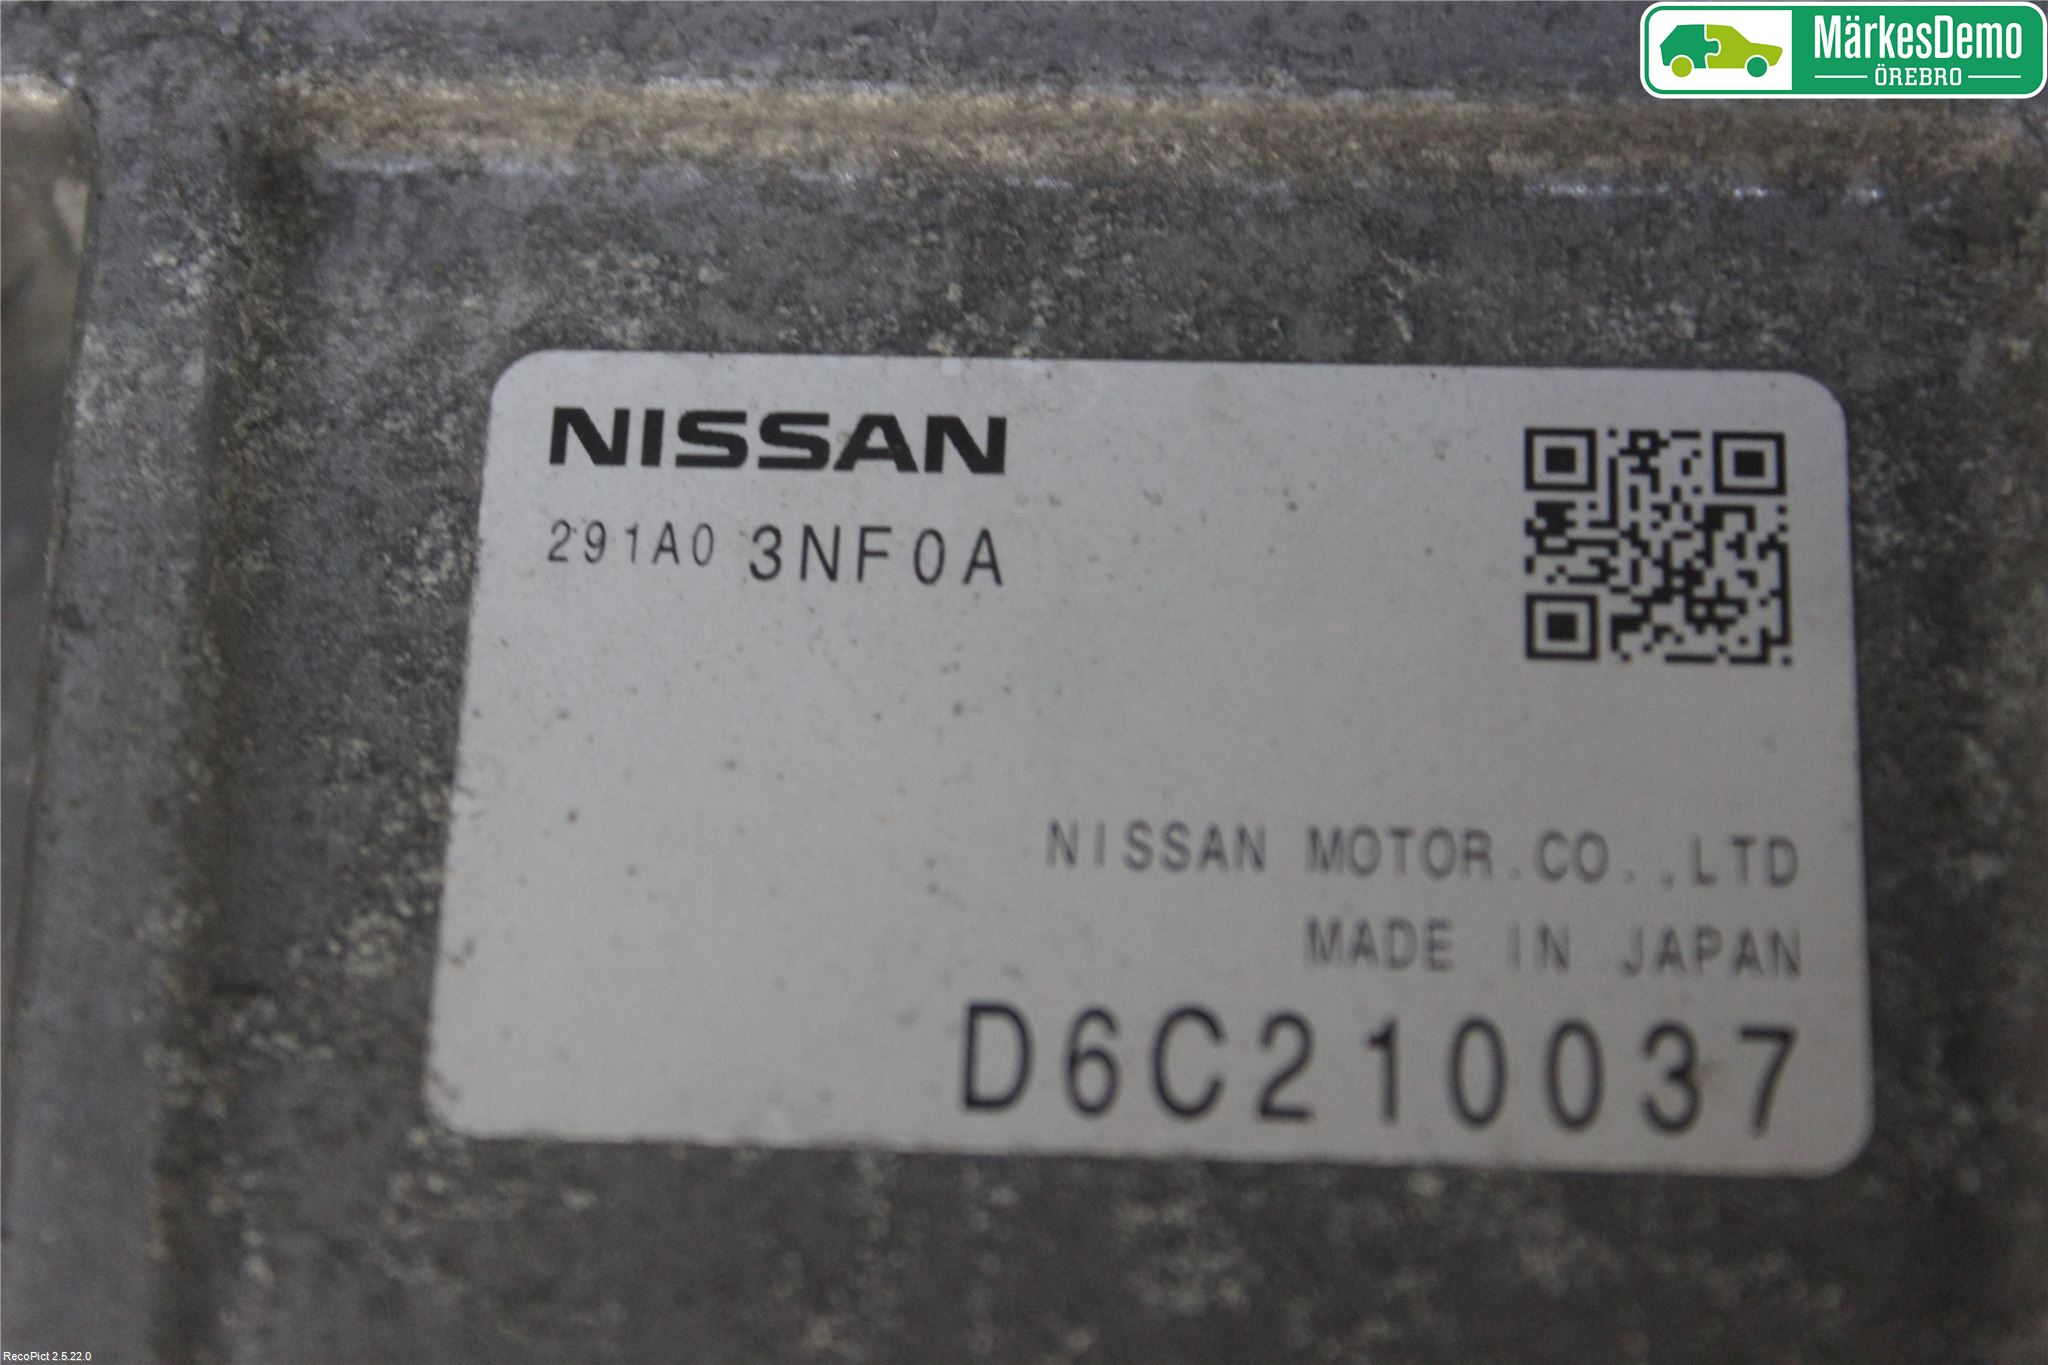 MärkesDemo
ÖREBRO
NISSAN
291A0 3NF0A
NISSAN MOTOR.CO.,LTD
MADE IN JAPAN
D6C210037
RecoPict 2.5.22.0